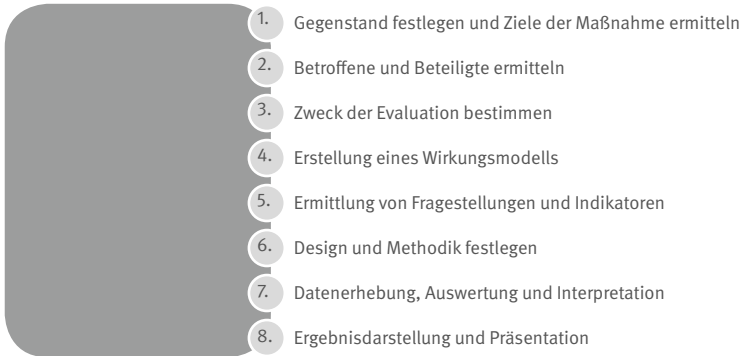 1. Gegenstand festlegen und Ziele der Maßnahme ermitteln
2. Betroffene und Beteiligte ermitteln
3. Zweck der Evaluation bestimmen
4. Erstellung eines Wirkungsmodells
5. Ermittlung von Fragestellungen und Indikatoren
6. Design und Methodik festlegen
7. Datenerhebung, Auswertung und Interpretation
8. Ergebnisdarstellung und Präsentation